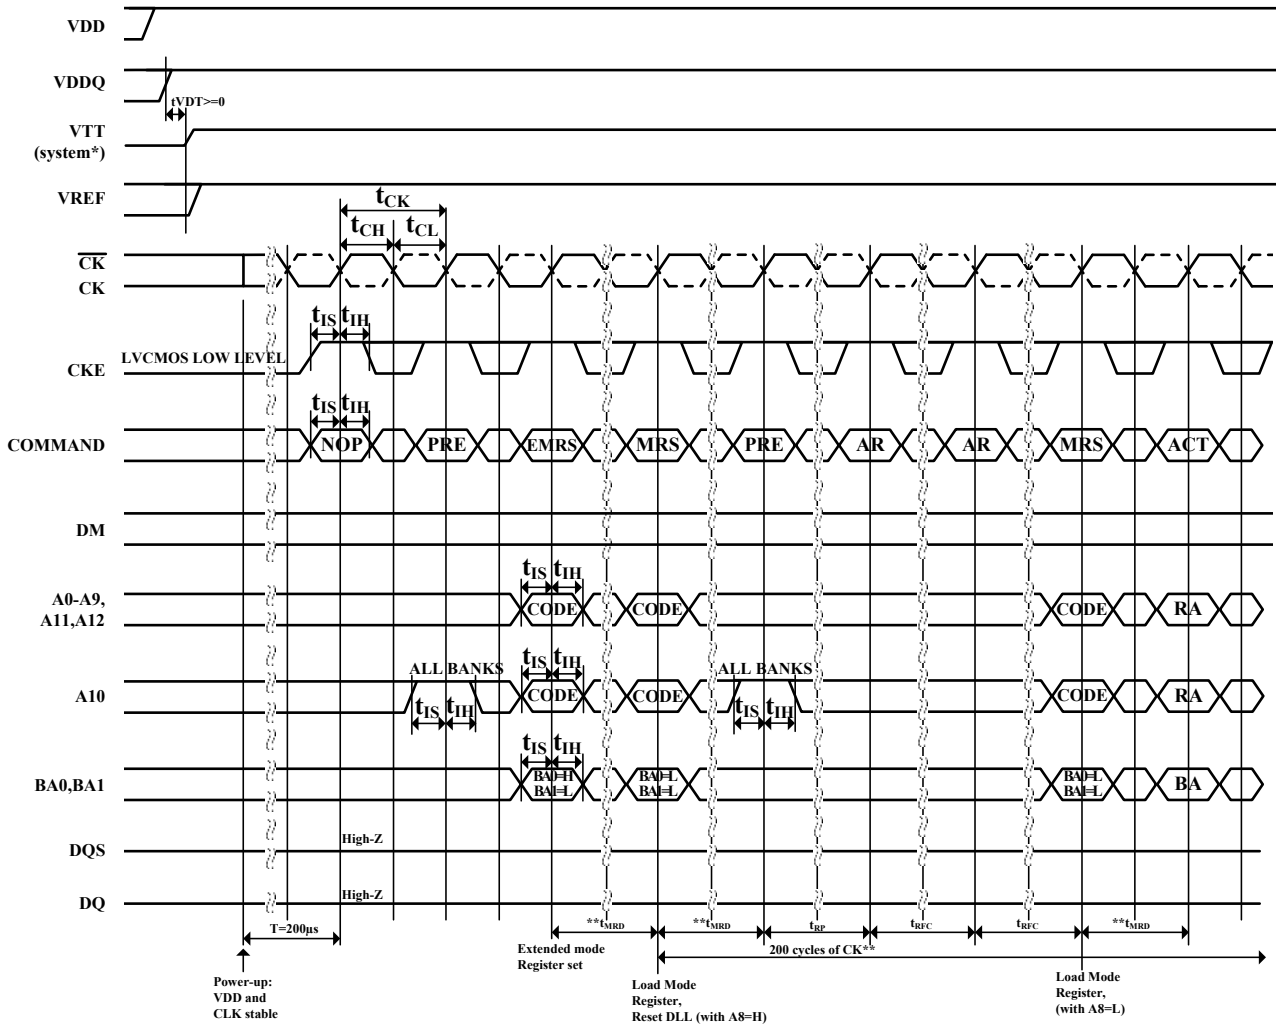 VDD
VDDQ
tVDT>=0
VTT
(system*)
VREF
tCK
tCH tCL
CK
CK
tIS tIH
LVCMOS LOW LEVEL
CKE
tIS tIH
COMMAND NOP PRE EMRS MRS PRE AR AR MRS ACT
DM
tIS tIH
A0-A9,
A11,A12
CODE CODE CODE RA
ALL BANKS tIS tIH ALL BANKS
A10 CODE CODE CODE RA
tIS tIH tIS tIH
tIS tIH
BA0,BA1
BA0=H BA0=L BA0=L
BA1=L BA1=L BA1=L
BA
High-Z
DQS
High-Z
DQ
T=200µs
**tMRD **tMRD tRP tRFC tRFC **tMRD
200 cycles of CK**
Extended mode
Register set
Power-up:
VDD and
CLK stable
Load Mode
Register,
Reset DLL (with A8=H)
Load Mode
Register,
(with A8=L)